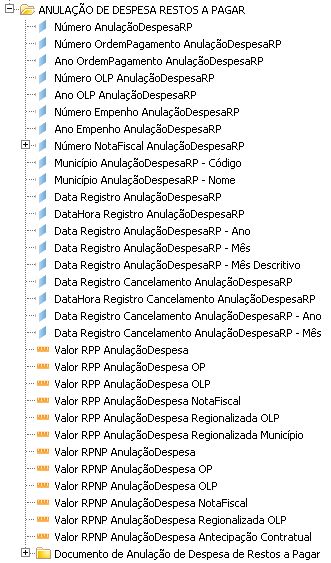 ANULAÇÃO DE DESPESA RESTOS A PAGAR
Número AnulaçãoDespesaRP
Número OrdemPagamento AnulaçãoDespesaRP
Ano OrdemPagamento AnulaçãoDespesaRP
Número OLP AnulaçãoDespesaRP
Ano OLP AnulaçãoDespesaRP
Número Empenho AnulaçãoDespesaRP
Ano Empenho AnulaçãoDespesaRP
Número NotaFiscal AnulaçãoDespesaRP
Município AnulaçãoDespesaRP - Código
Município AnulaçãoDespesaRP - Nome
Data Registro AnulaçãoDespesaRP
DataHora Registro AnulaçãoDespesaRP
Data Registro AnulaçãoDespesaRP - Ano
Data Registro AnulaçãoDespesaRP - Mês
Data Registro AnulaçãoDespesaRP - Mês Descritivo
Data Registro Cancelamento AnulaçãoDespesaRP
DataHora Registro Cancelamento AnulaçãoDespesaRP
Data Registro Cancelamento AnulaçãoDespesaRP - Ano
Data Registro Cancelamento AnulaçãoDespesaRP - Mês
Valor RPP AnulaçãoDespesa
Valor RPP AnulaçãoDespesa OP
Valor RPP AnulaçãoDespesa OLP
Valor RPP AnulaçãoDespesa NotaFiscal
Valor RPP AnulaçãoDespesa Regionalizada OLP
Valor RPP AnulaçãoDespesa Regionalizada Município
Valor RPNP AnulaçãoDespesa
Valor RPNP AnulaçãoDespesa OP
Valor RPNP AnulaçãoDespesa OLP
Valor RPNP AnulaçãoDespesa NotaFiscal
Valor RPNP AnulaçãoDespesa Regionalizada OLP
Valor RPNP AnulaçãoDespesa Antecipação Contratual
Documento de Anulação de Despesa de Restos a Pagar